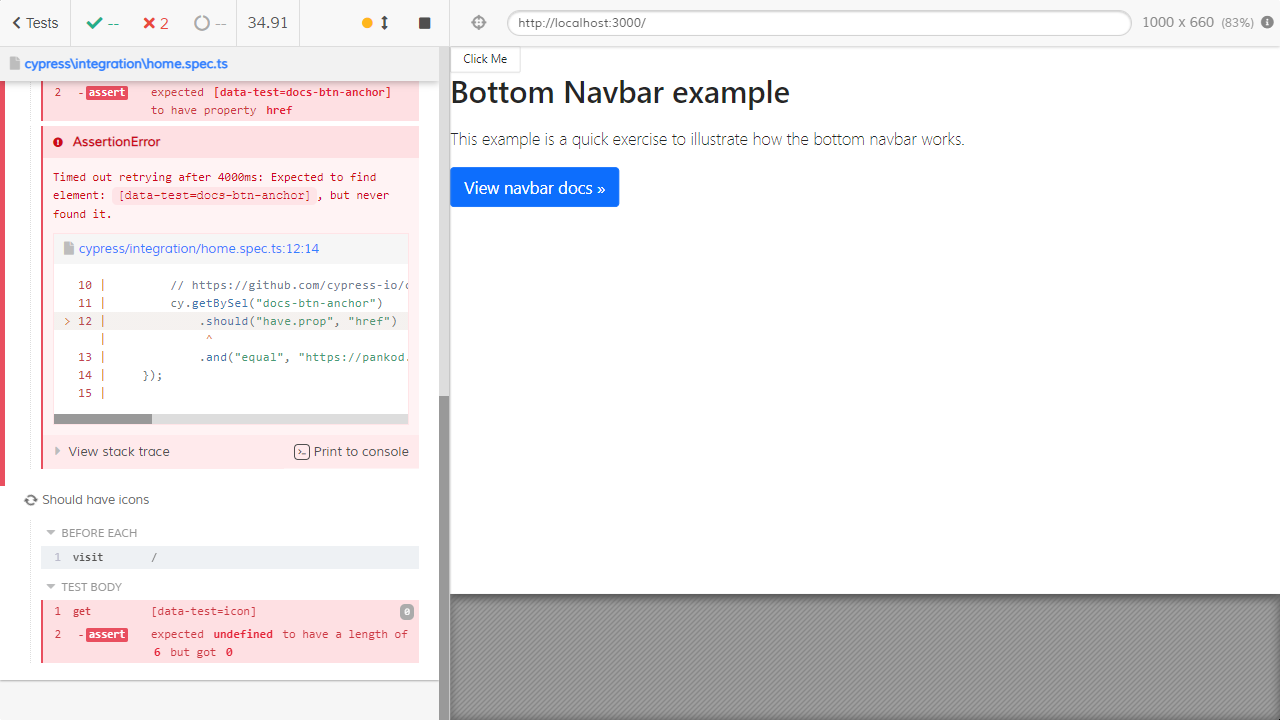 Tests
--
2
--
34.91
http://localhost:3000/
1000 x 660 (83%)
cypress\integration\home.spec.ts
2 -assert expected [data-test=docs-btn-anchor]
to have property href
AssertionError
Timed out retrying after 4000ms: Expected to find
element: [data-test=docs-btn-anchor], but never
found it.
cypress/integration/home.spec.ts:12:14
10 | // https://github.com/cypress-io/
11 | cy.getBySel("docs-btn-anchor")
> 12 | .should("have.prop", "href")
| ^
13 | .and("equal", "https://pankod.
14 | });
15 |
View stack trace
Print to console
Should have icons
BEFORE EACH
1 visit /
TEST BODY
1 get [data-test=icon] 0
2 -assert expected undefined to have a length of
6 but got 0
Click Me
Bottom Navbar example
This example is a quick exercise to illustrate how the bottom navbar works.
View navbar docs »